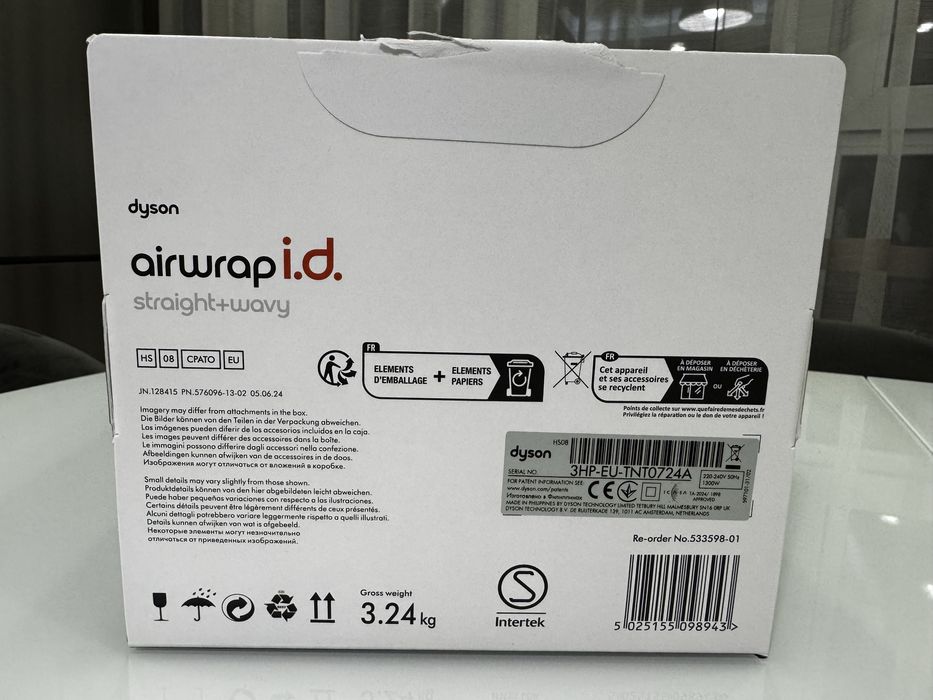 dyson
airwrap i.d.
straight+wavy
HS 08 CPATO EU
FR
ELEMENTS
D'EMBALLAGE + ELEMENTS
PAPIERS
FR
Cet appareil
et ses accessoires
se recyclent
À DÉPOSER
EN MAGASIN
OU
À DÉPOSER
EN DÉCHÈTERIE
Points de collecte sur www.quefairedemesdechets.fr
Privilégiez la réparation ou le don de votre appareil !
JN.128415 PN.576096-13-02 05.06.24
Imagery may differ from attachments in the box.
Die Bilder können von den Teilen in der Verpackung abweichen.
Las imágenes pueden diferir de los accesorios incluidos en la caja.
Les images peuvent différer des accessoires dans la boîte.
Le immagini possono differire dagli accessori nella confezione.
Afbeeldingen kunnen afwijken van accessoires in de doos.
Изображения могут отличаться от вложений в коробке.
Small details may vary slightly from those shown.
Produktdetails können von den hier abgebildeten leicht abweichen.
Puede haber pequeñas variaciones con respecto a las ilustraciones.
Certains détails peuvent être légèrement différents de ceux présentés.
Alcuni dettagli potrebbero variare leggermente rispetto a quelli illustrati.
Details kunnen afwijken van wat is afgebeeld.
Некоторые элементы могут незначительно
отличаться от приведенных изображений.
dyson
HS08
SERIAL NO. 3HP-EU-TNT0724A
FOR PATENT INFORMATION SEE:
www.dyson.com/patents
Изготовлено в Филиппинах
220-240V 50Hz
1300W
CE
APPROVED
MADE IN PHILIPPINES BY DYSON TECHNOLOGY LIMITED TETBURY HILL MALMESBURY SN16 0RP UK
DYSON TECHNOLOGY B.V. DE RUITERKADE 139, 1011 AC AMSTERDAM, NETHERLANDS
Re-order No.533598-01
Gross weight
3.24 kg
S
Intertek
5 025155 098943 >